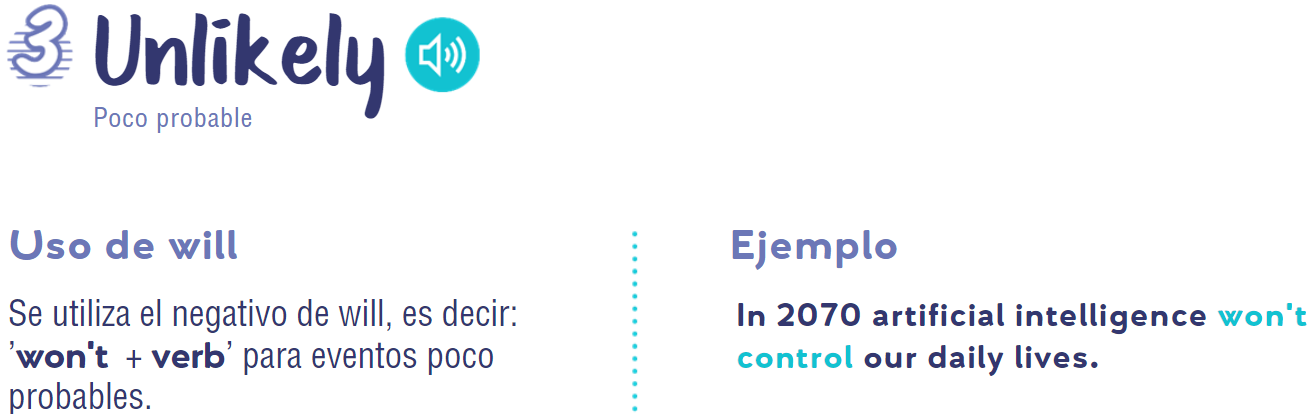 3 Unlikely
Poco probable
Uso de will
Se utiliza el negativo de will, es decir:
’won't + verb’ para eventos poco
probables.
Ejemplo
In 2070 artificial intelligence won't
control our daily lives.